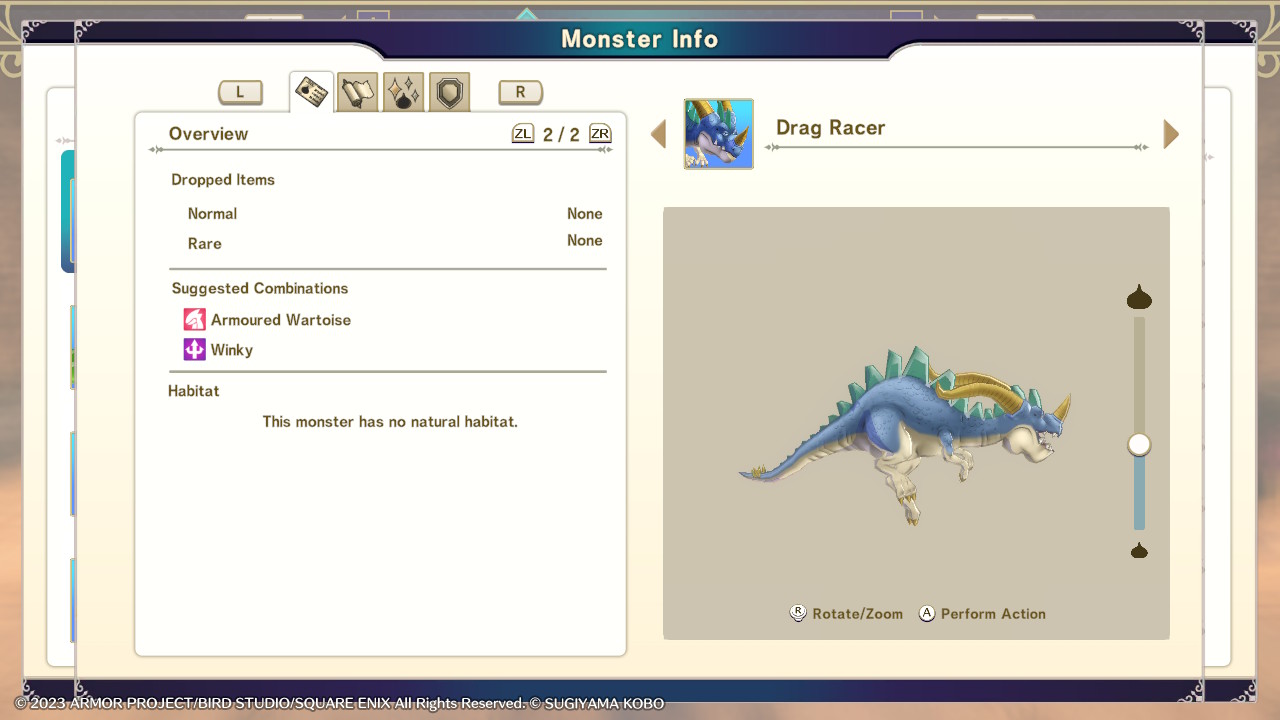 Monster Info
L
R
Overview
ZL 2 / 2 ZR
Drag Racer
Dropped Items
Normal None
Rare None
Suggested Combinations
Armoured Wartoise
Winky
Habitat
This monster has no natural habitat.
R Rotate/Zoom A Perform Action
© 2023 ARMOR PROJECT/BIRD STUDIO/SQUARE ENIX All Rights Reserved. © SUGIYAMA KOBO